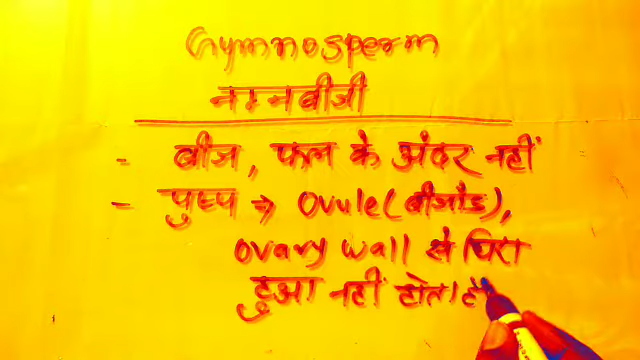 Gymnosperm
नग्नबीजी
- बीज, फल के अंदर नहीं
- पुष्प → Ovule (बीजांड),
Ovary wall से घिरा
हुआ नहीं होता है